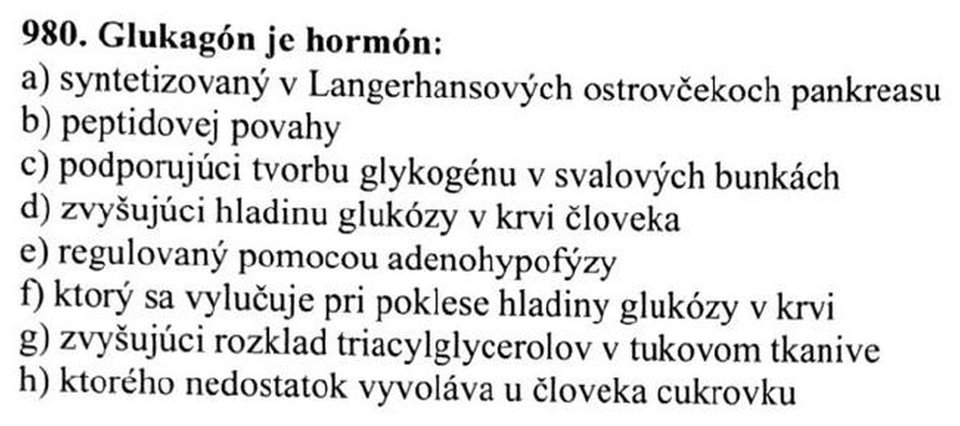 980. Glukagón je hormón:
a) syntetizovaný v Langerhansových ostrovčekoch pankreasu
b) peptidovej povahy
c) podporujúci tvorbu glykogénu v svalových bunkách
d) zvyšujúci hladinu glukózy v krvi človeka
e) regulovaný pomocou adenohypofýzy
f) ktorý sa vylučuje pri poklese hladiny glukózy v krvi
g) zvyšujúci rozklad triacylglycerolov v tukovom tkanive
h) ktorého nedostatok vyvoláva u človeka cukrovku